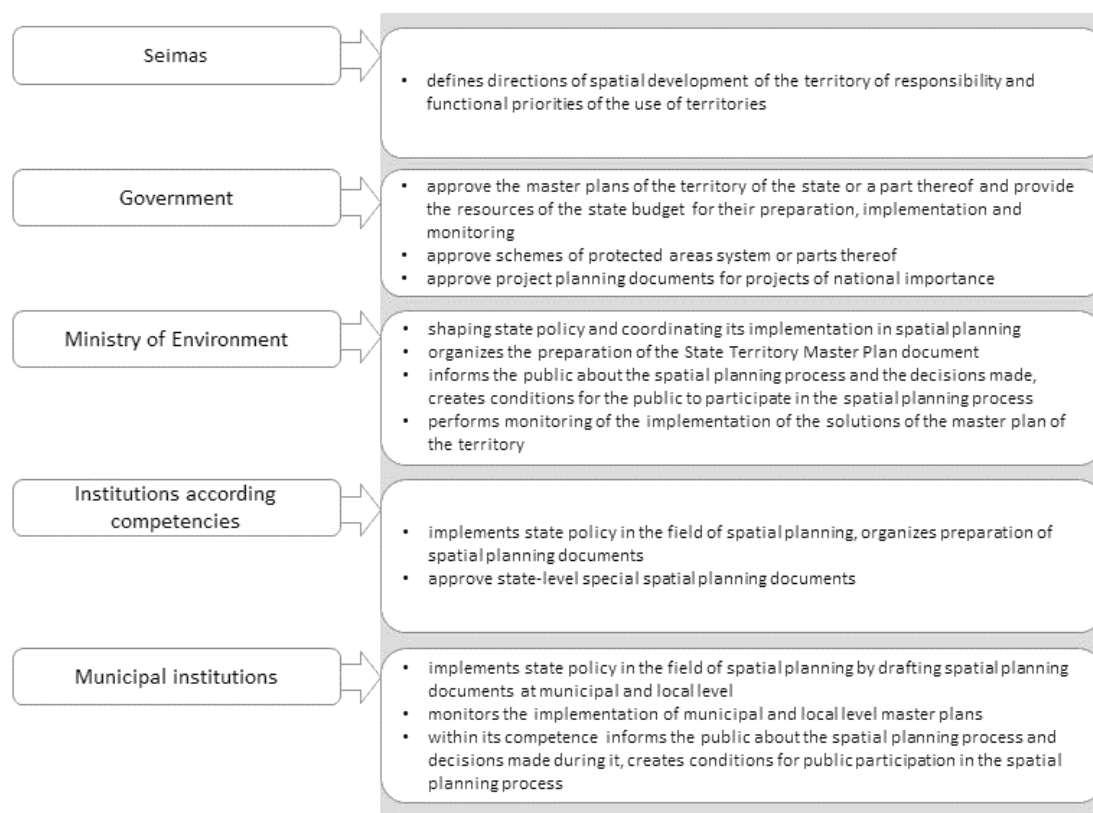 Seimas
• defines directions of spatial development of the territory of responsibility and
functional priorities of the use of territories
Government
• approve the master plans of the territory of the state or a part thereof and provide
the resources of the state budget for their preparation, implementation and
monitoring
• approve schemes of protected areas system or parts thereof
• approve project planning documents for projects of national importance
Ministry of Environment
• shaping state policy and coordinating its implementation in spatial planning
• organizes the preparation of the State Territory Master Plan document
• informs the public about the spatial planning process and the decisions made,
creates conditions for the public to participate in the spatial planning process
• performs monitoring of the implementation of the solutions of the master plan of
the territory
Institutions according
competencies
• implements state policy in the field of spatial planning, organizes preparation of
spatial planning documents
• approve state-level special spatial planning documents
Municipal institutions
• implements state policy in the field of spatial planning by drafting spatial planning
documents at municipal and local level
• monitors the implementation of municipal and local level master plans
• within its competence informs the public about the spatial planning process and
decisions made during it, creates conditions for public participation in the spatial
planning process